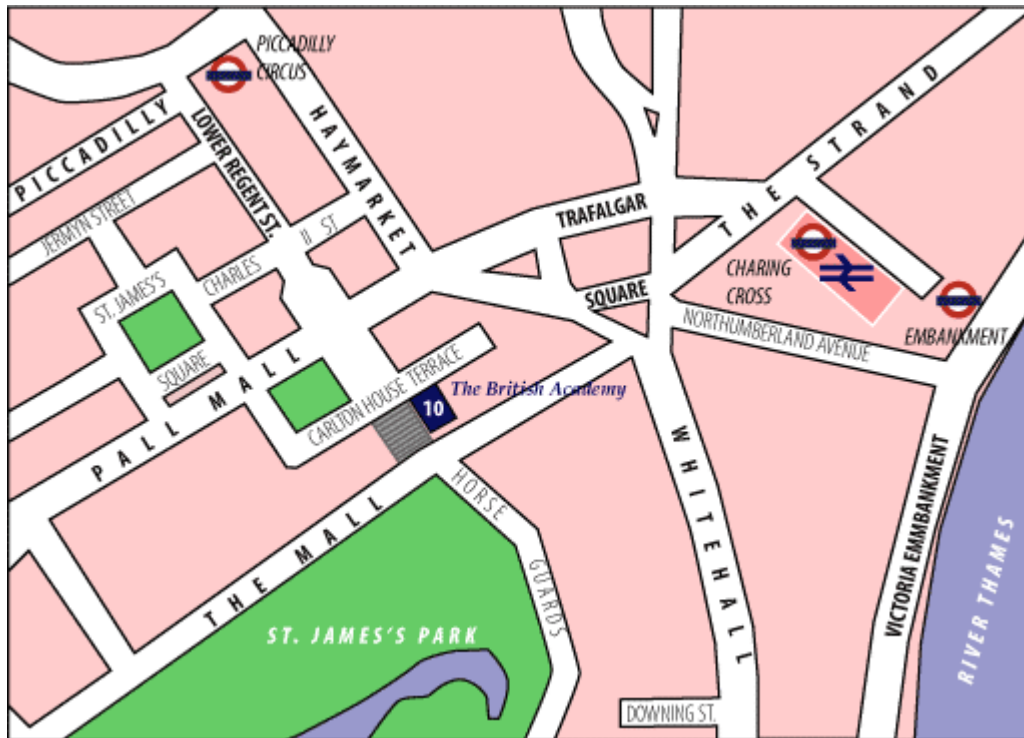 PICCADILLY
CIRCUS
PICCADILLY
LOWER REGENT ST.
HAYMARKET
JERMYN STREET
ST. JAMES'S
SQUARE
CHARLES
II ST
PALL MALL
CARLTON HOUSE TERRACE
10
The British Academy
TRAFALGAR
SQUARE
THE STRAND
CHARING
CROSS
EMBANKMENT
NORTHUMBERLAND AVENUE
THE MALL
HORSE
GUARDS
WHITEHALL
VICTORIA EMMBANKMENT
RIVER THAMES
ST. JAMES'S PARK
DOWNING ST.